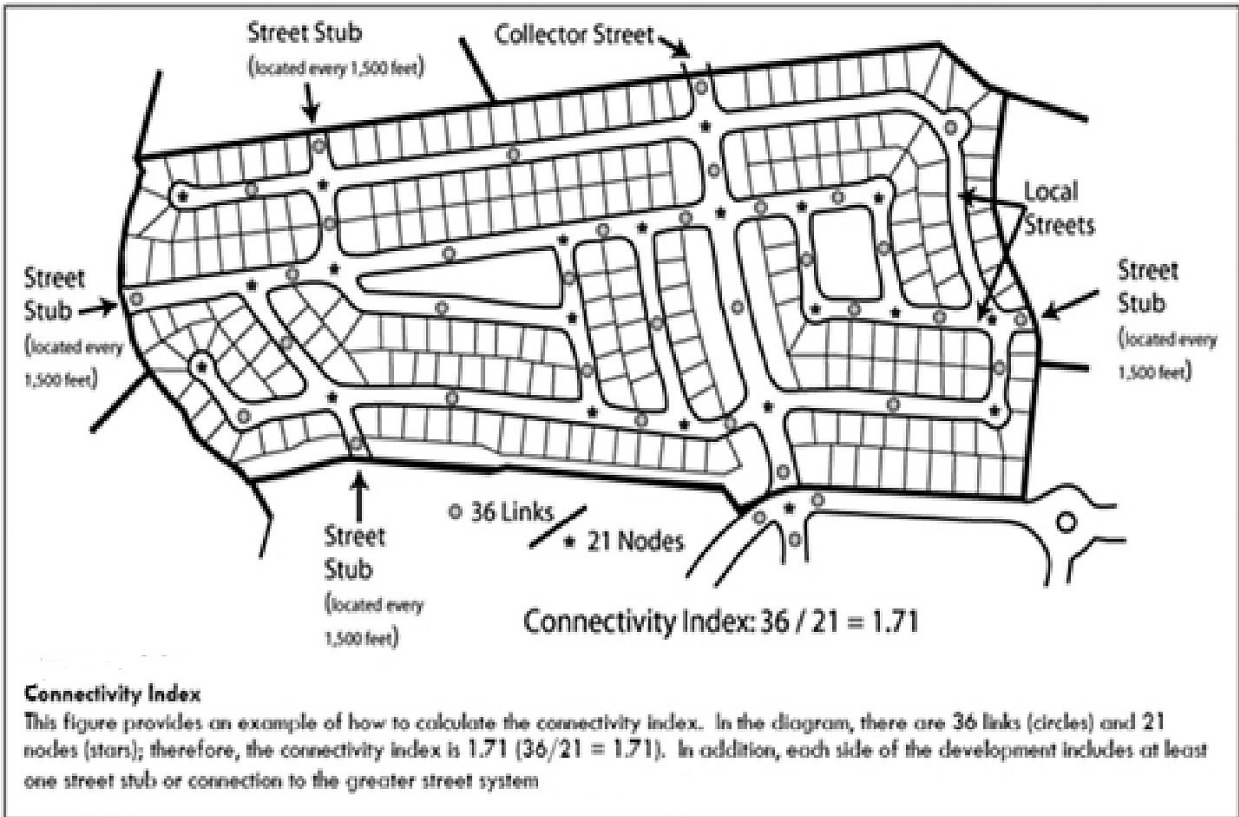 Street Stub
(located every 1,500 feet)
Collector Street
Local
Streets
Street
Stub
(located every
1,500 feet)
Street
Stub
(located every
1,500 feet)
36 Links
21 Nodes
Street
Stub
(located every
1,500 feet)
Connectivity Index: 36 / 21 = 1.71
Connectivity Index
This figure provides an example of how to calculate the connectivity index. In the diagram, there are 36 links (circles) and 21
nodes (stars); therefore, the connectivity index is 1.71 (36/21 = 1.71). In addition, each side of the development includes at least
one street stub or connection to the greater street system